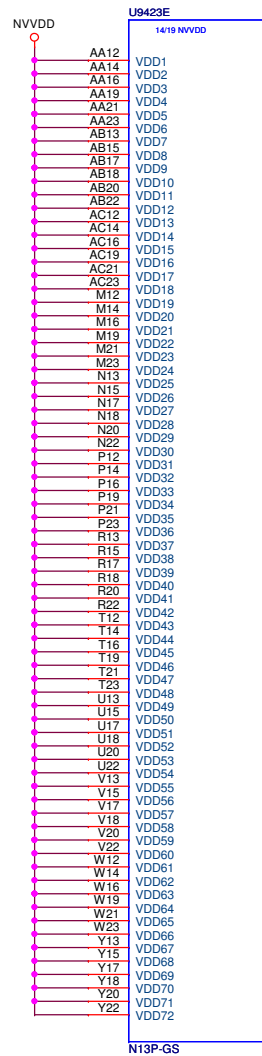 U9423E
NVVDD
14/19 NVVDD
AA12 VDD1
AA14 VDD2
AA16 VDD3
AA19 VDD4
AA21 VDD5
AA23 VDD6
AB13 VDD7
AB15 VDD8
AB17 VDD9
AB18 VDD10
AB20 VDD11
AB22 VDD12
AC12 VDD13
AC14 VDD14
AC16 VDD15
AC19 VDD16
AC21 VDD17
AC23 VDD18
M12 VDD19
M14 VDD20
M16 VDD21
M19 VDD22
M21 VDD23
M23 VDD24
N13 VDD25
N15 VDD26
N17 VDD27
N18 VDD28
N20 VDD29
N22 VDD30
P12 VDD31
P14 VDD32
P16 VDD33
P19 VDD34
P21 VDD35
P23 VDD36
R13 VDD37
R15 VDD38
R17 VDD39
R18 VDD40
R20 VDD41
R22 VDD42
T12 VDD43
T14 VDD44
T16 VDD45
T19 VDD46
T21 VDD47
T23 VDD48
U13 VDD49
U15 VDD50
U17 VDD51
U18 VDD52
U20 VDD53
U22 VDD54
V13 VDD55
V15 VDD56
V17 VDD57
V18 VDD58
V20 VDD59
V22 VDD60
W12 VDD61
W14 VDD62
W16 VDD63
W19 VDD64
W21 VDD65
W23 VDD66
Y13 VDD67
Y15 VDD68
Y17 VDD69
Y18 VDD70
Y20 VDD71
Y22 VDD72
N13P-GS